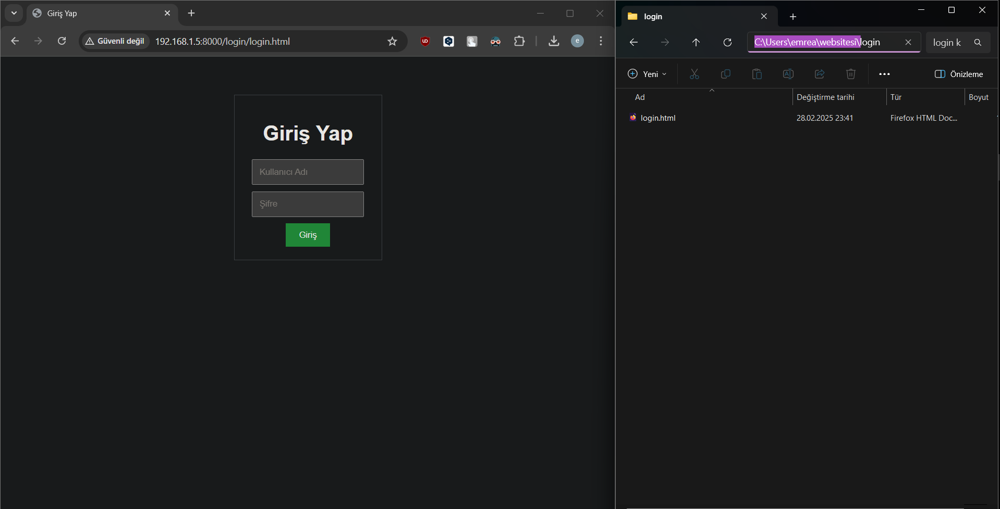 Giriş Yap
Güvenli değil
192.168.1.5:8000/login/login.html
e
Giriş Yap
Kullanıcı Adı
Şifre
Giriş
login
C:\Users\emrea\websitesi\login
login k
Yeni
Önizleme
Ad
Değiştirme tarihi
Tür
Boyut
login.html
28.02.2025 23:41
Firefox HTML Doc...